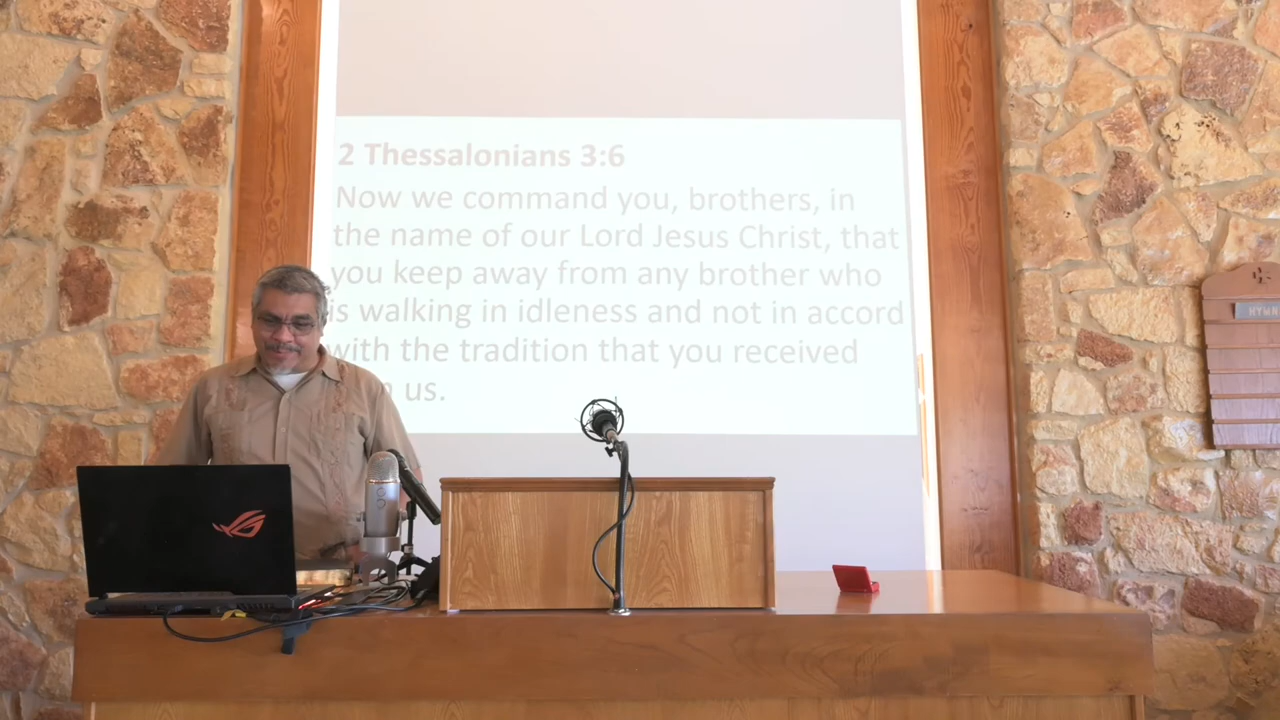 2 Thessalonians 3:6
Now we command you, brothers, in
the name of our Lord Jesus Christ, that
you keep away from any brother who
is walking in idleness and not in accord
with the tradition that you received
us.
HYMN